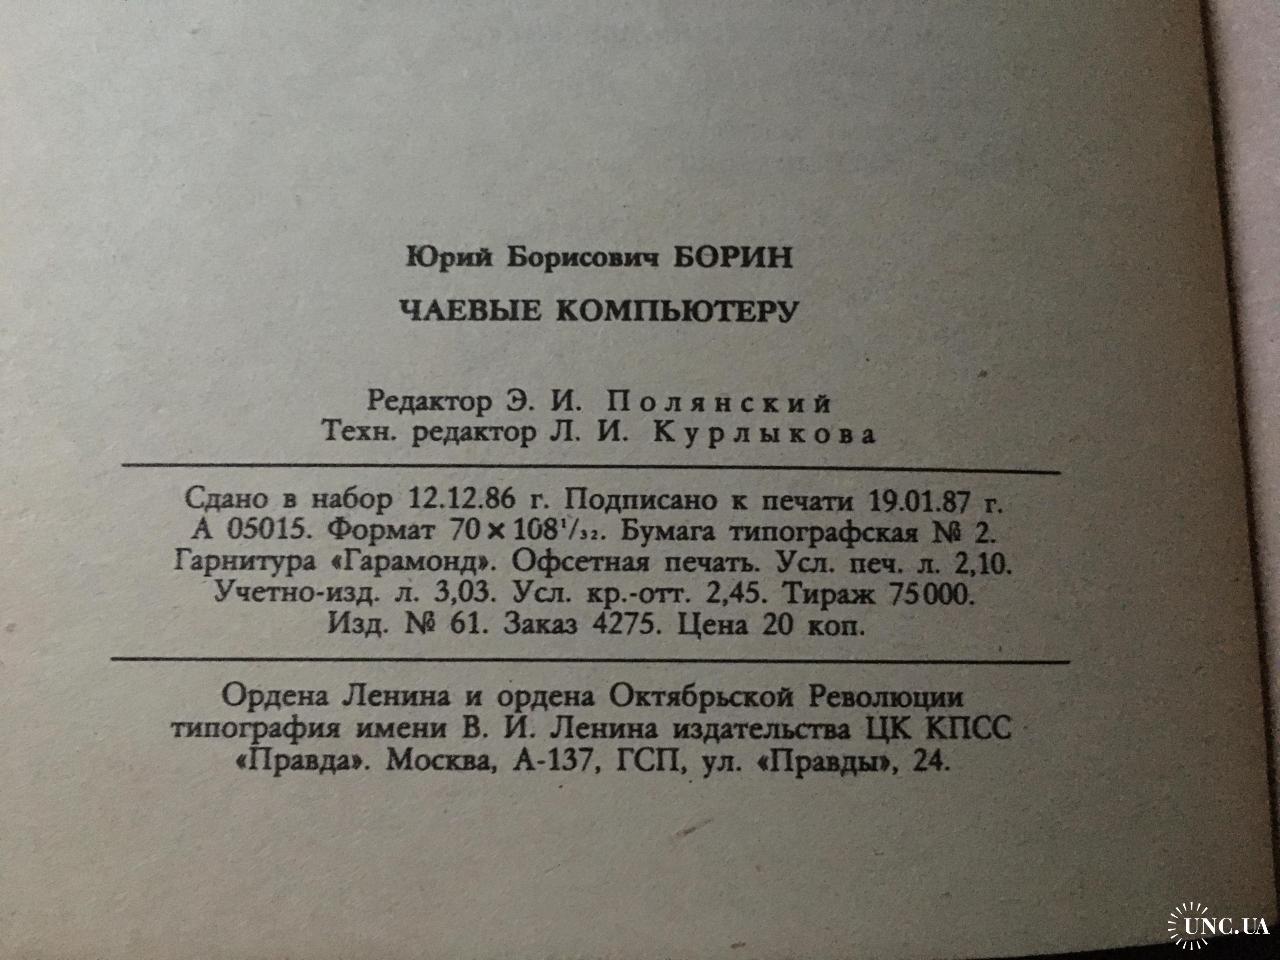 Юрий Борисович БОРИН
ЧАЕВЫЕ КОМПЬЮТЕРУ
Редактор Э. И. Полянский
Техн. редактор Л. И. Курлыкова
Сдано в набор 12.12.86 г. Подписано к печати 19.01.87 г.
А 05015. Формат 70 × 108¹/₃₂. Бумага типографская № 2.
Гарнитура «Гарамонд». Офсетная печать. Усл. печ. л. 2,10.
Учетно-изд. л. 3,03. Усл. кр.-отт. 2,45. Тираж 75 000.
Изд. № 61. Заказ 4275. Цена 20 коп.
Ордена Ленина и ордена Октябрьской Революции
типография имени В. И. Ленина издательства ЦК КПСС
«Правда». Москва, А-137, ГСП, ул. «Правды», 24.
UNC.UA